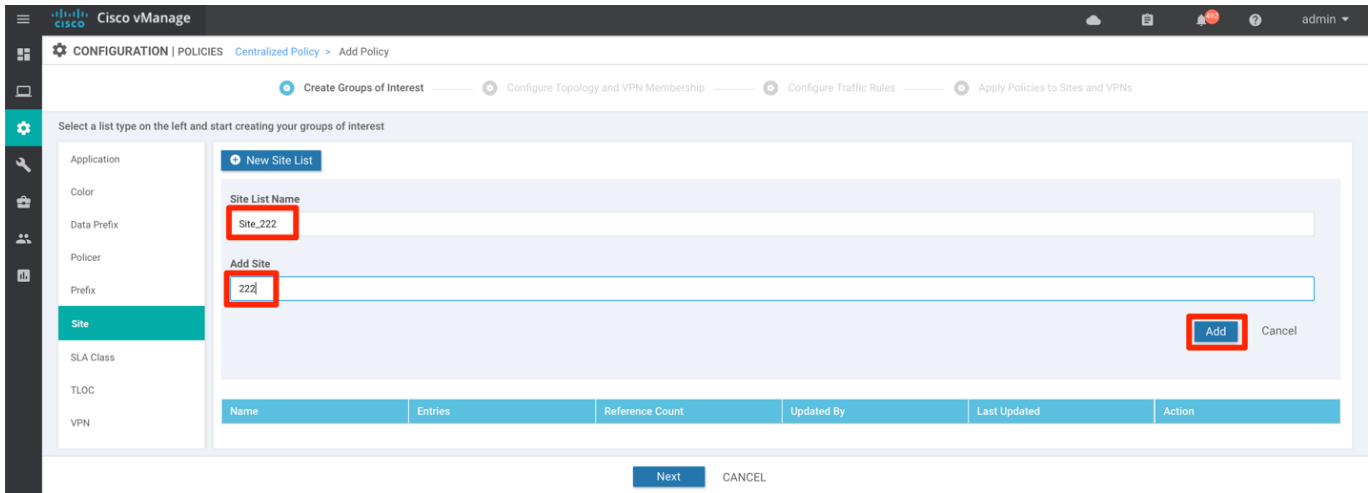 cisco Cisco vManage 492 admin
CONFIGURATION | POLICIES Centralized Policy > Add Policy
Create Groups of Interest Configure Topology and VPN Membership Configure Traffic Rules Apply Policies to Sites and VPNs
Select a list type on the left and start creating your groups of interest
Application
Color
Data Prefix
Policer
Prefix
Site
SLA Class
TLOC
VPN
New Site List
Site List Name
Site_222
Add Site
222
Add Cancel
Name Entries Reference Count Updated By Last Updated Action
Next CANCEL